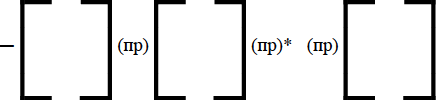 – [ ] (пр) [ ] (пр)* (пр) [ ]